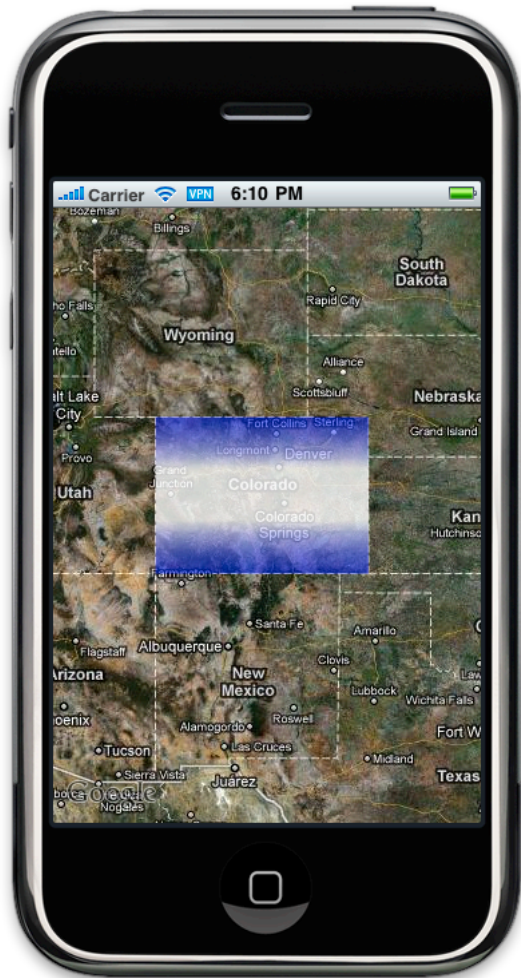 Carrier VPN 6:10 PM
Bozeman
Billings
South
Dakota
ho Falls
Rapid City
Wyoming
tello
Alliance
Scottsbluff
alt Lake
City
Nebraska
Fort Collins Sterling
Grand Island
Provo
Longmont
Denver
Grand
Junction
Colorado
Utah
Colorado
Springs
Kan
Hutchinso
Farmington
Santa Fe
Amarillo
Flagstaff
Albuquerque
Clovis
Arizona
New
Mexico
Law
Lubbock
Wichita Falls
oenix
Roswell
Alamogordo
Fort W
Tucson
Las Cruces
Midland
Sierra Vista
Juárez
Texas
Google
Nogales